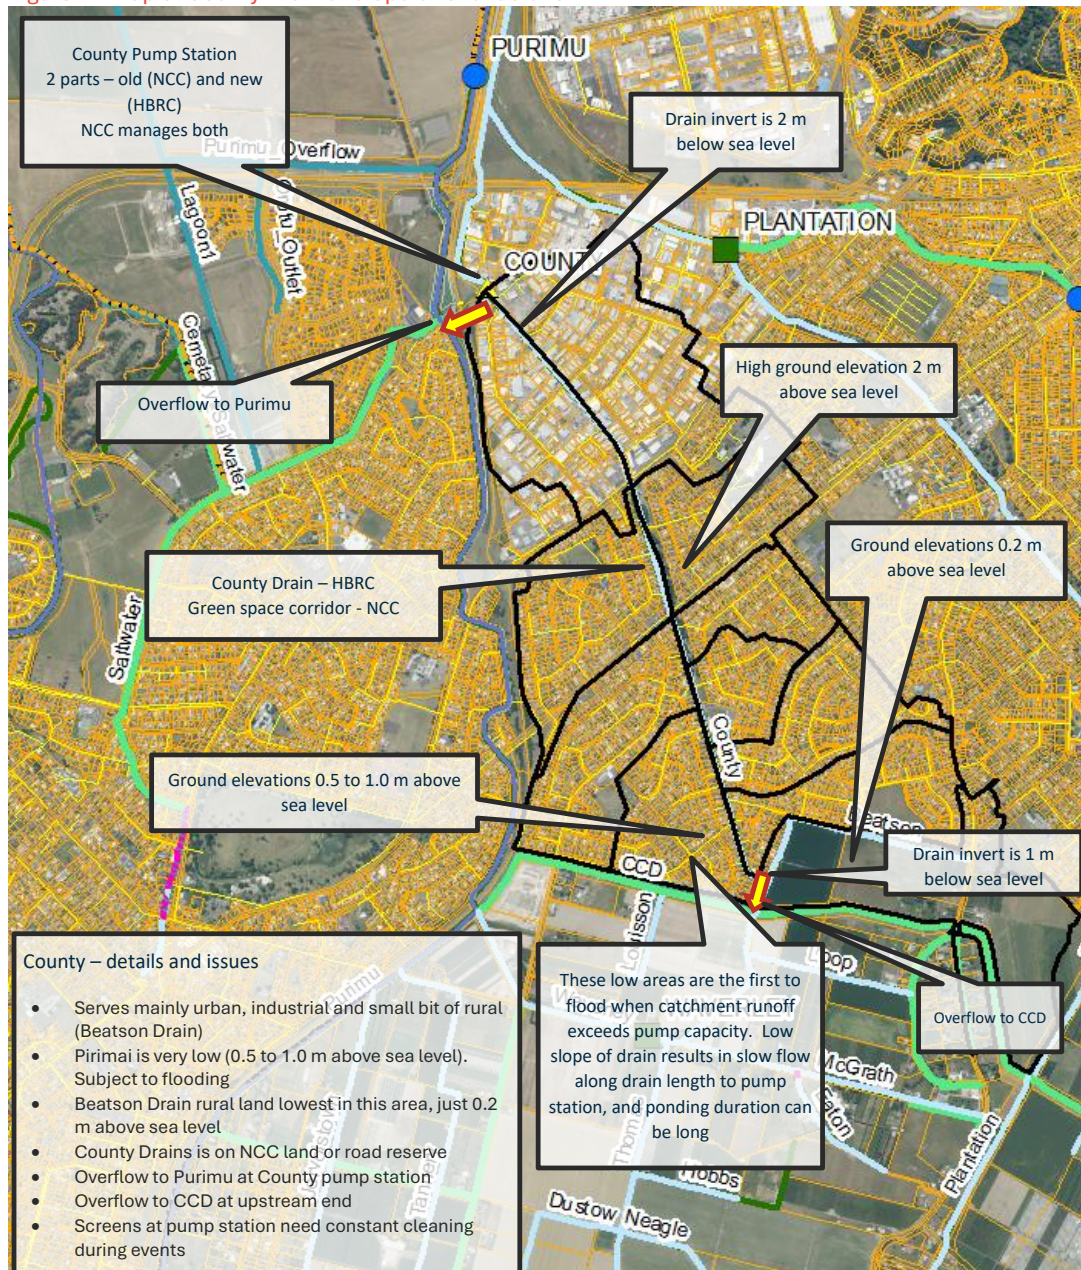 County Pump Station
2 parts – old (NCC) and new
(HBRC)
NCC manages both
PURIMU
Drain invert is 2 m
below sea level
Purimu_Overflow
Lagoon1
PLANTATION
COUNTY
Overflow to Purimu
High ground elevation 2 m
above sea level
Cemetary_Saltwater
Ground elevations 0.2 m
above sea level
County Drain – HBRC
Green space corridor - NCC
Saltwater
County
Ground elevations 0.5 to 1.0 m above
sea level
Beatson
CCD
Drain invert is 1 m
below sea level
Louisson
Loop
These low areas are the first to
flood when catchment runoff
exceeds pump capacity. Low
slope of drain results in slow flow
along drain length to pump
station, and ponding duration can
be long
Overflow to CCD
McGrath
Eaton
Plantation
Hobbs
Dustow Neagle
County – details and issues
• Serves mainly urban, industrial and small bit of rural
(Beatson Drain)
• Pirimai is very low (0.5 to 1.0 m above sea level).
Subject to flooding
• Beatson Drain rural land lowest in this area, just 0.2
m above sea level
• County Drains is on NCC land or road reserve
• Overflow to Purimu at County pump station
• Overflow to CCD at upstream end
• Screens at pump station need constant cleaning
during events
Purimu